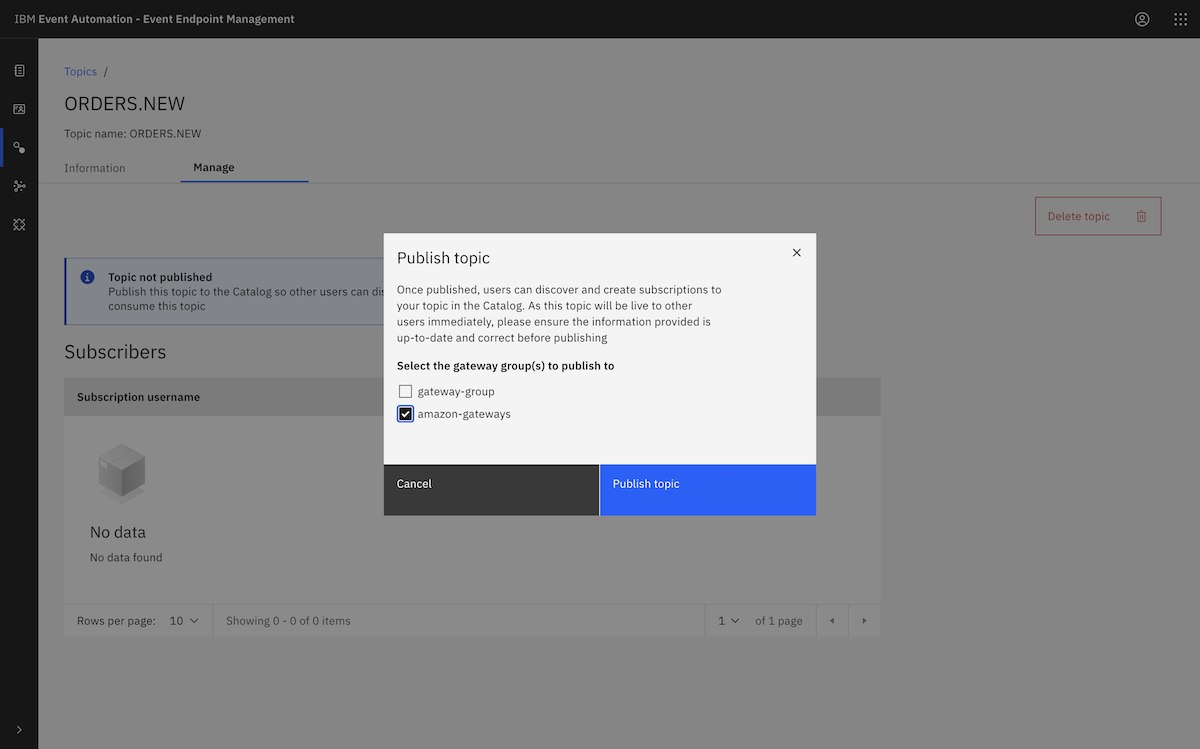 IBM Event Automation - Event Endpoint Management
Topics /
ORDERS.NEW
Topic name: ORDERS.NEW
Information
Manage
Delete topic
Topic not published
Publish this topic to the Catalog so other users can
consume this topic
Publish topic
Once published, users can discover and create subscriptions to
your topic in the Catalog. As this topic will be live to other
users immediately, please ensure the information provided is
up-to-date and correct before publishing
Select the gateway group(s) to publish to
gateway-group
amazon-gateways
Cancel
Publish topic
Subscribers
Subscription username
No data
No data found
Rows per page: 10
Showing 0 - 0 of 0 items
1
of 1 page